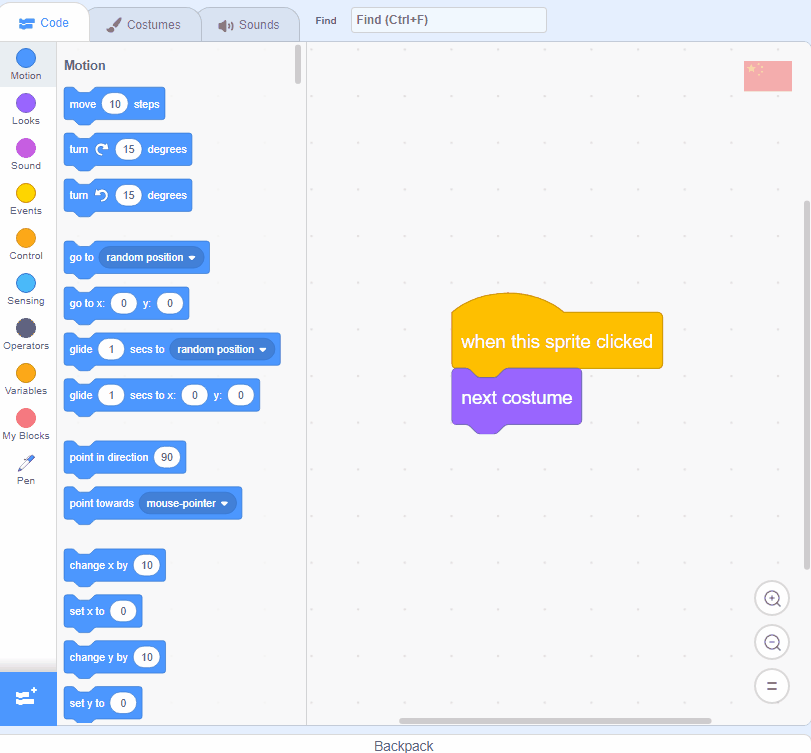 Code
Costumes
Sounds
Find
Find (Ctrl+F)
Motion
Looks
Sound
Events
Control
Sensing
Operators
Variables
My Blocks
Pen
Motion
move 10 steps
turn 15 degrees
turn 15 degrees
go to random position
go to x: 0 y: 0
glide 1 secs to random position
glide 1 secs to x: 0 y: 0
point in direction 90
point towards mouse-pointer
change x by 10
set x to 0
change y by 10
set y to 0
when this sprite clicked
next costume
Backpack